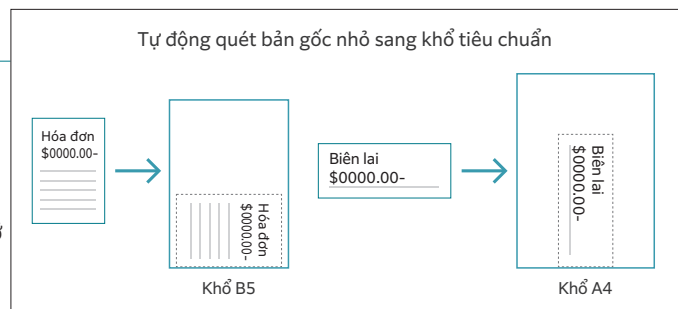 Tự động quét bản gốc nhỏ sang khổ tiêu chuẩn
Hóa đơn
$0000.00-
Hóa đơn
$0000.00-
Khổ B5
Biên lai
$0000.00-
Biên lai
$0000.00-
Khổ A4